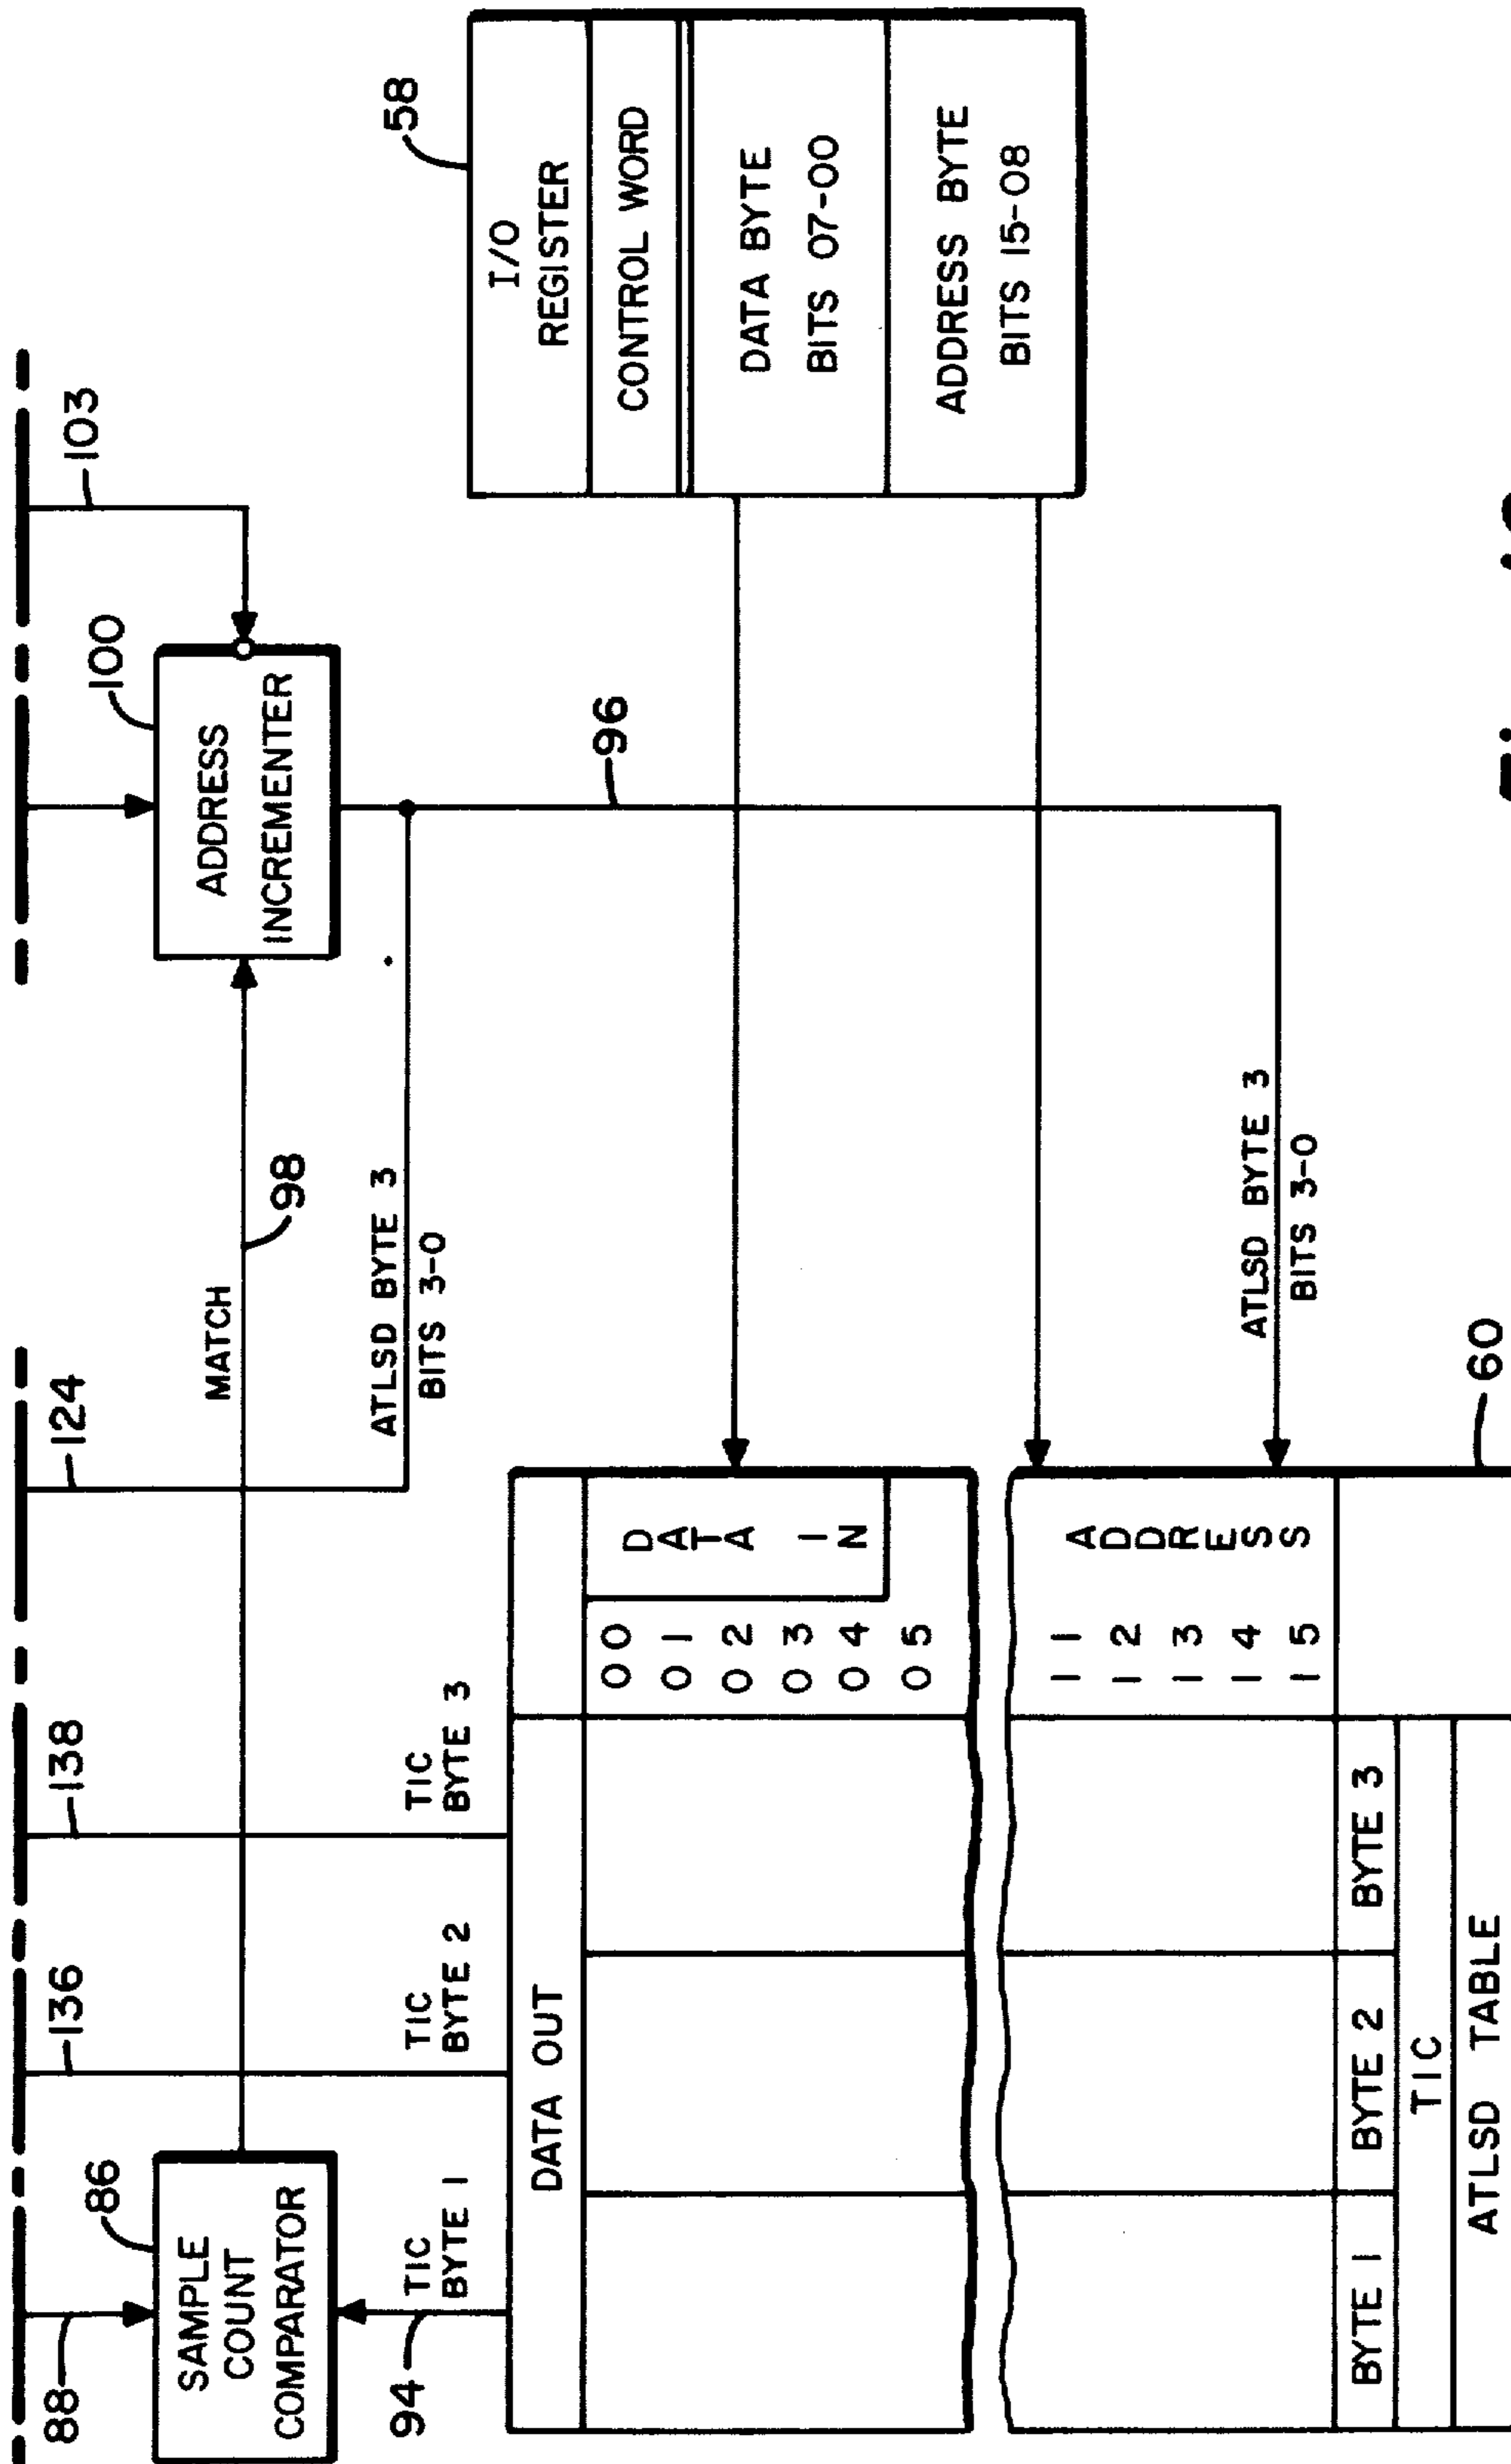 88
136
138
124
100
103
SAMPLE
COUNT
COMPARATOR
86
MATCH
98
ADDRESS
INCREMENTER
94
TIC
BYTE 1
TIC
BYTE 2
TIC
BYTE 3
ATLSD BYTE 3
BITS 3-0
96
58
I/O
REGISTER
CONTROL WORD
DATA BYTE
BITS 07-00
ADDRESS BYTE
BITS 15-08
DATA OUT
DATA IN
00
01
02
03
04
05
11
12
13
14
15
ADDRESS
ATLSD BYTE 3
BITS 3-0
BYTE 1
BYTE 2
BYTE 3
TIC
ATLSD TABLE
60